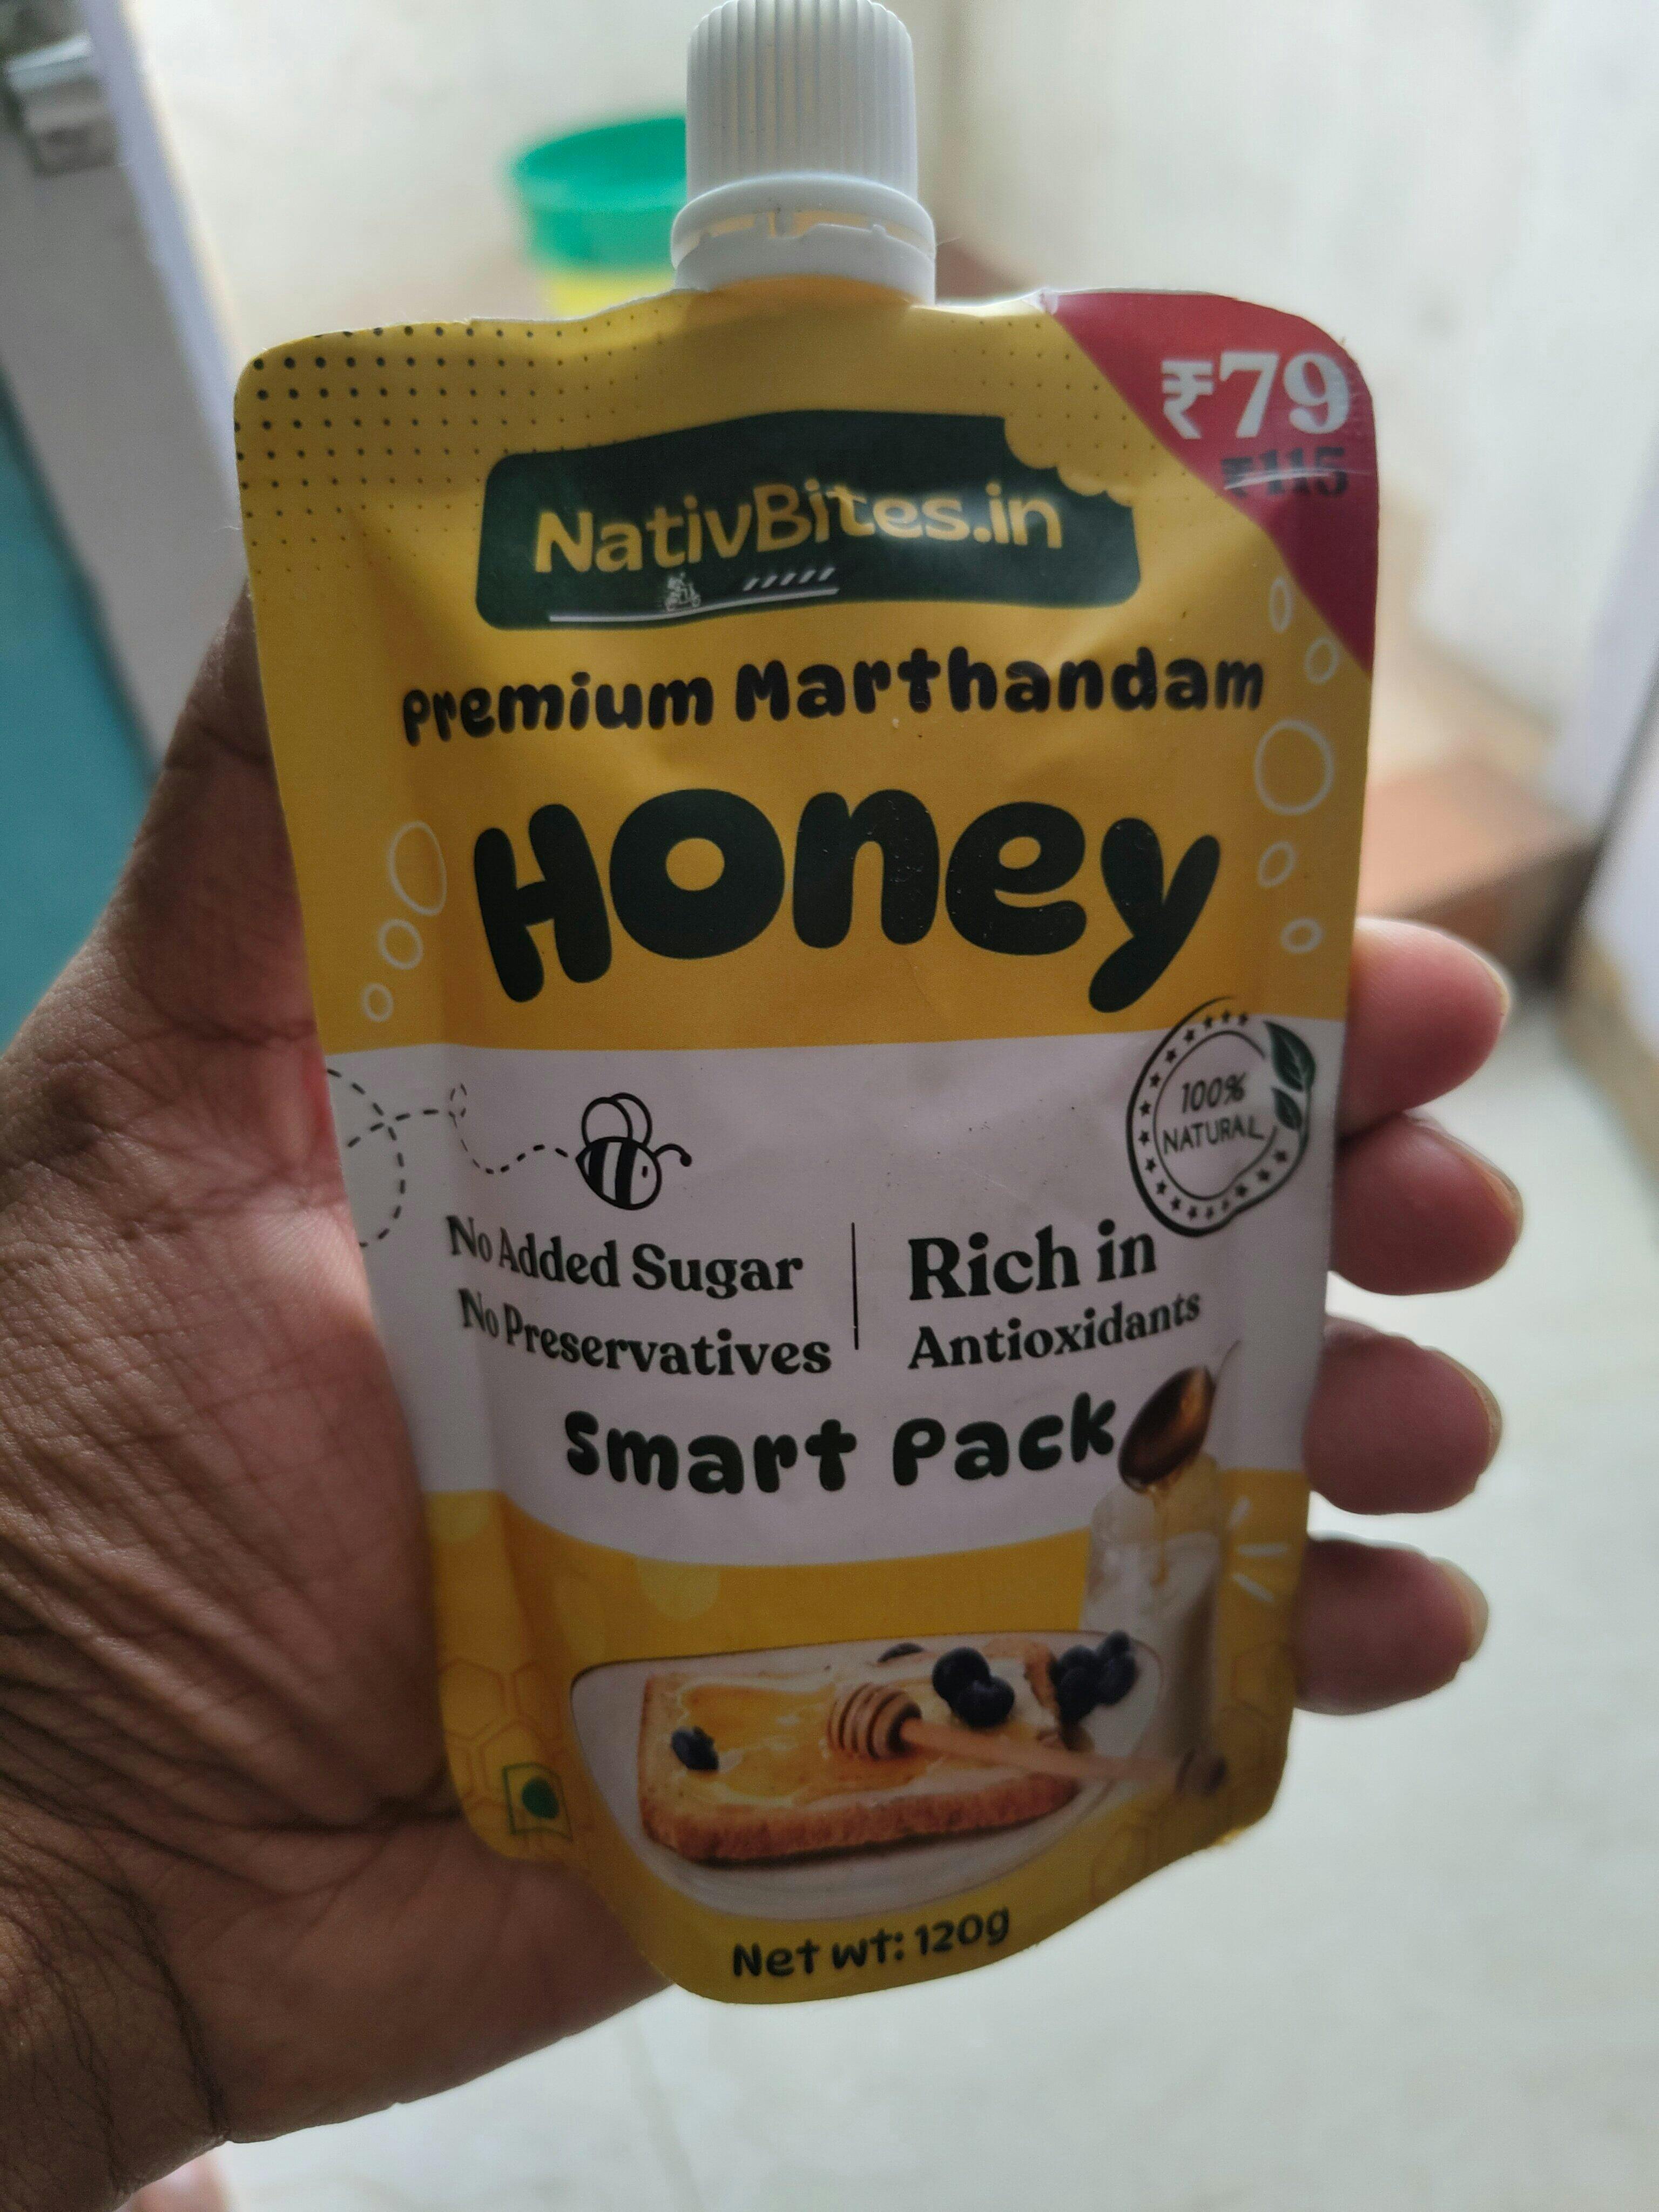 ₹79
₹115
NativBites.in
Premium Marthandam
Honey
100%
NATURAL
No Added Sugar
No Preservatives
Rich in
Antioxidants
Smart Pack
Net wt: 120g